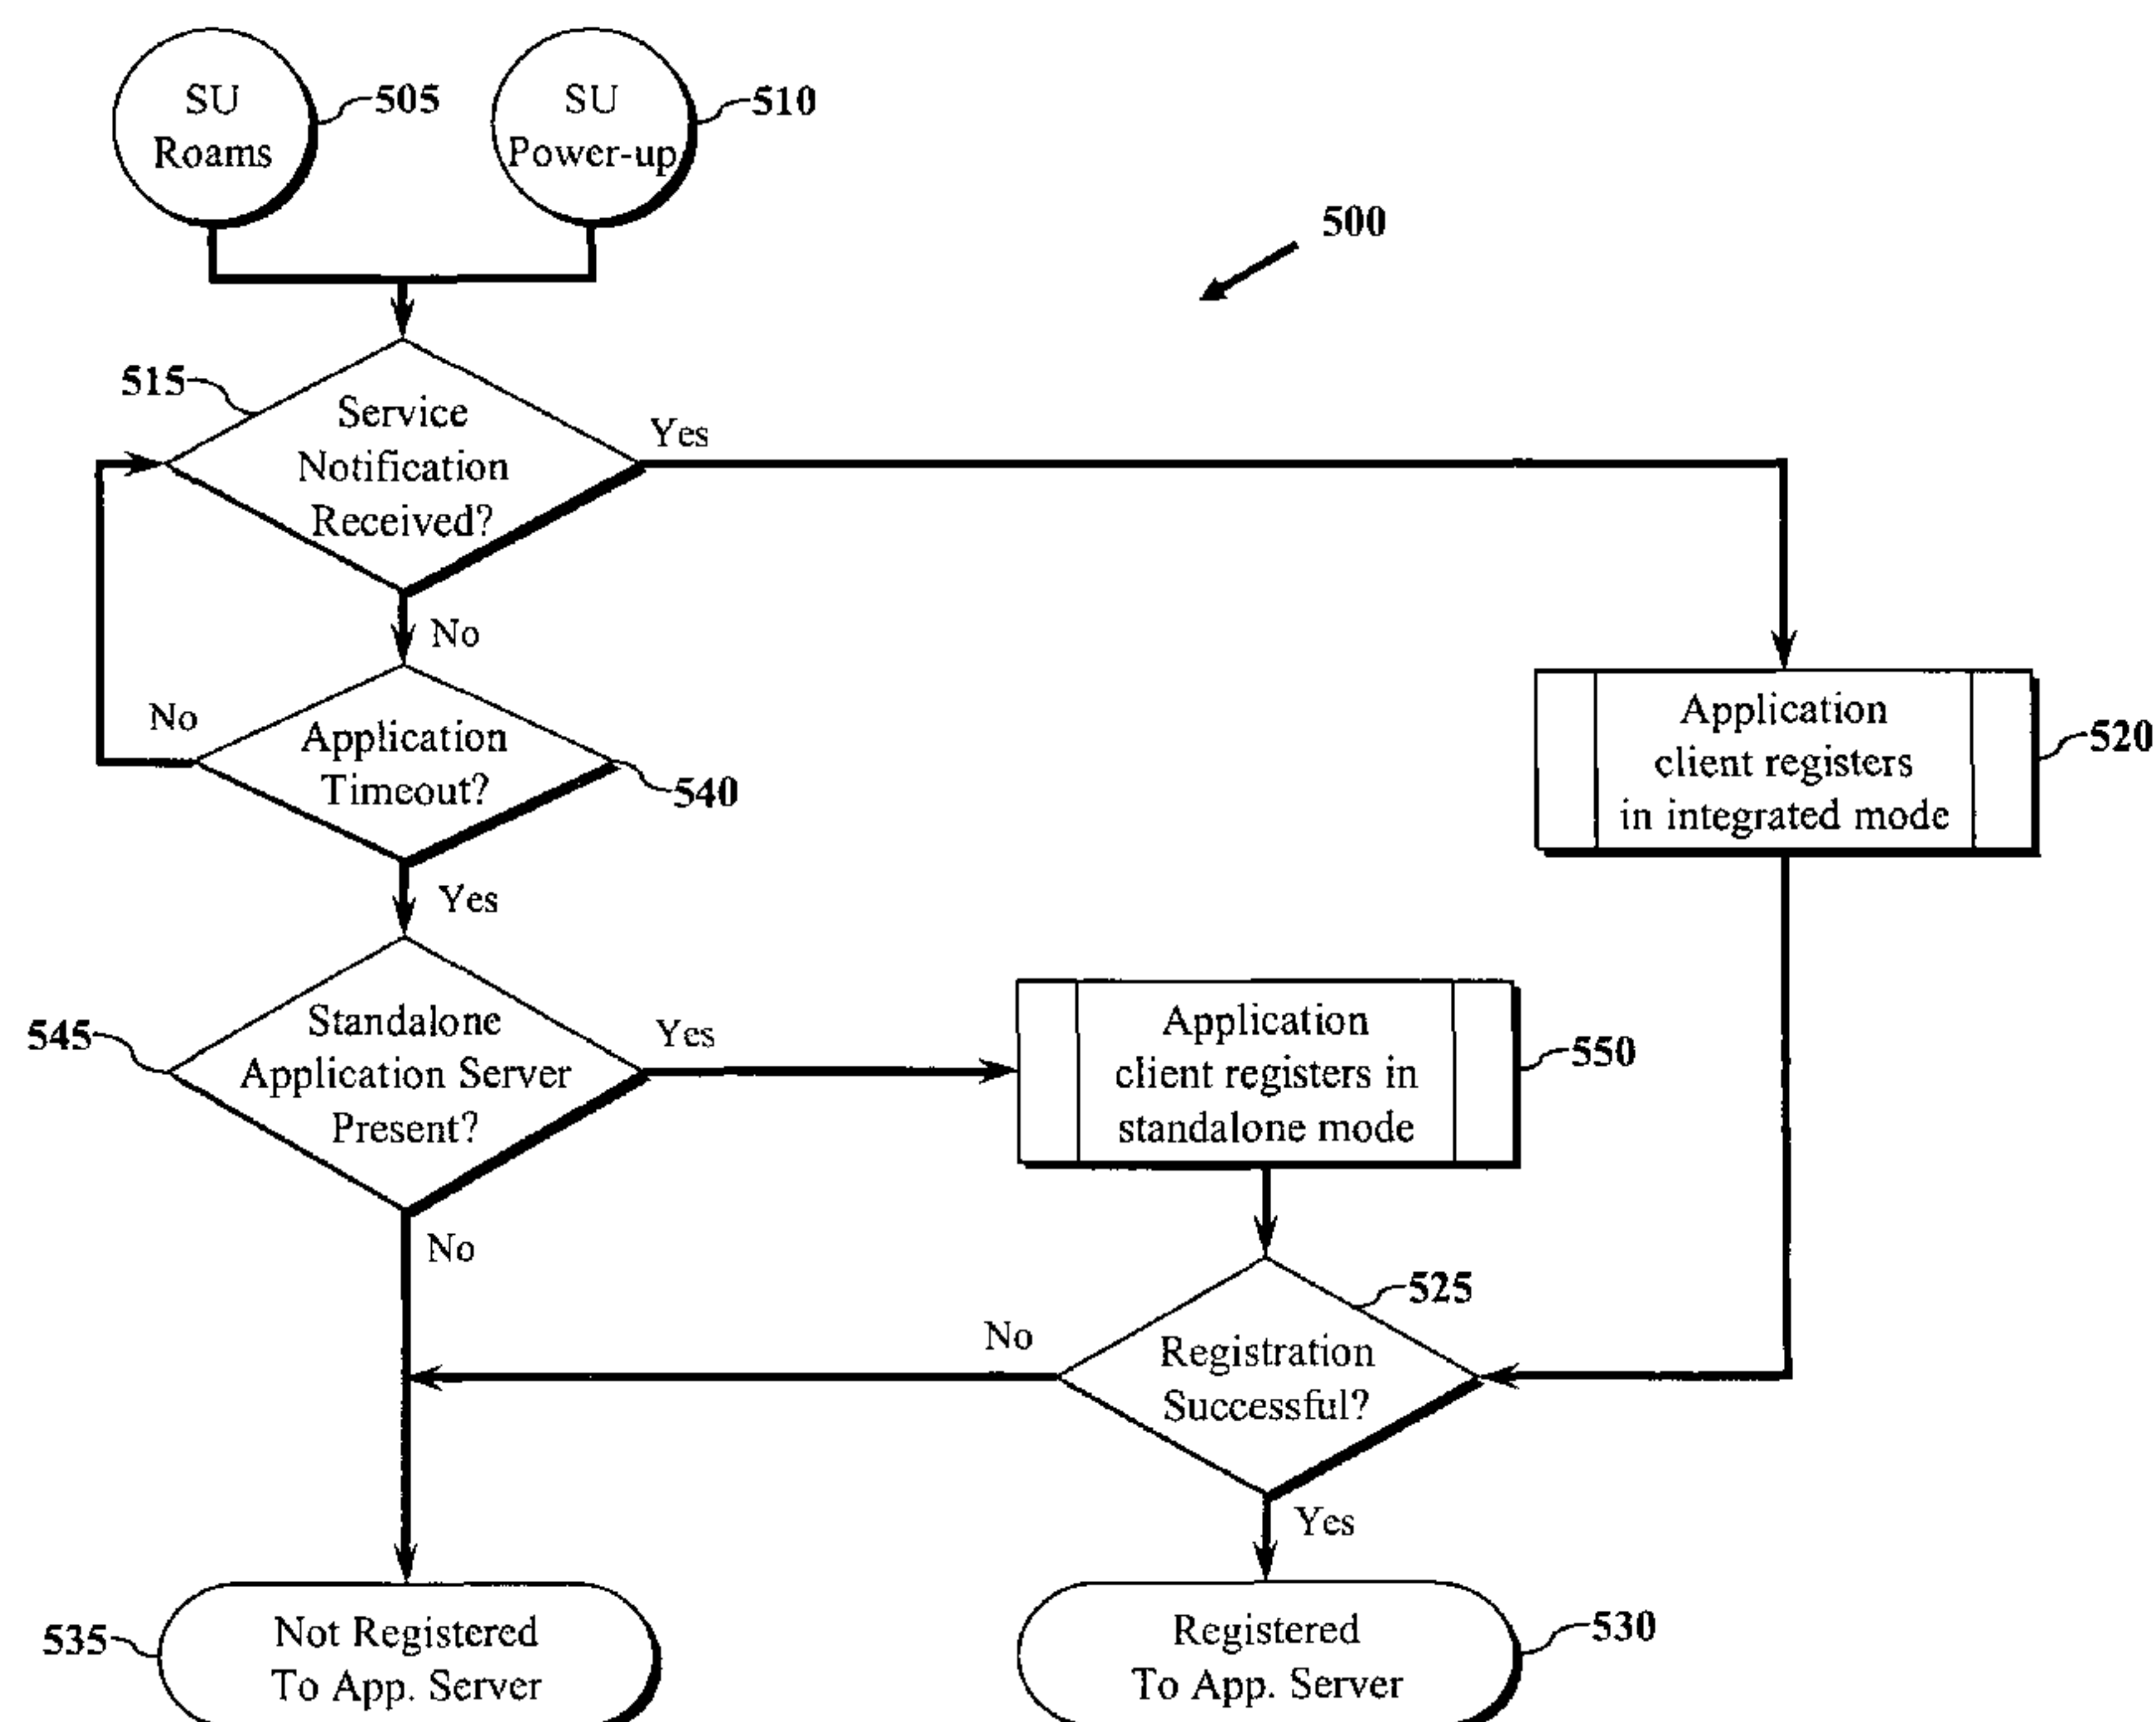 SU
Roams
505
SU
Power-up
510
500
515
Service
Notification
Received?
Yes
No
No
Application
Timeout?
540
Application
client registers
in integrated mode
520
Yes
545
Standalone
Application Server
Present?
Yes
Application
client registers in
standalone mode
550
No
525
No
Registration
Successful?
Yes
535
Not Registered
To App. Server
Registered
To App. Server
530